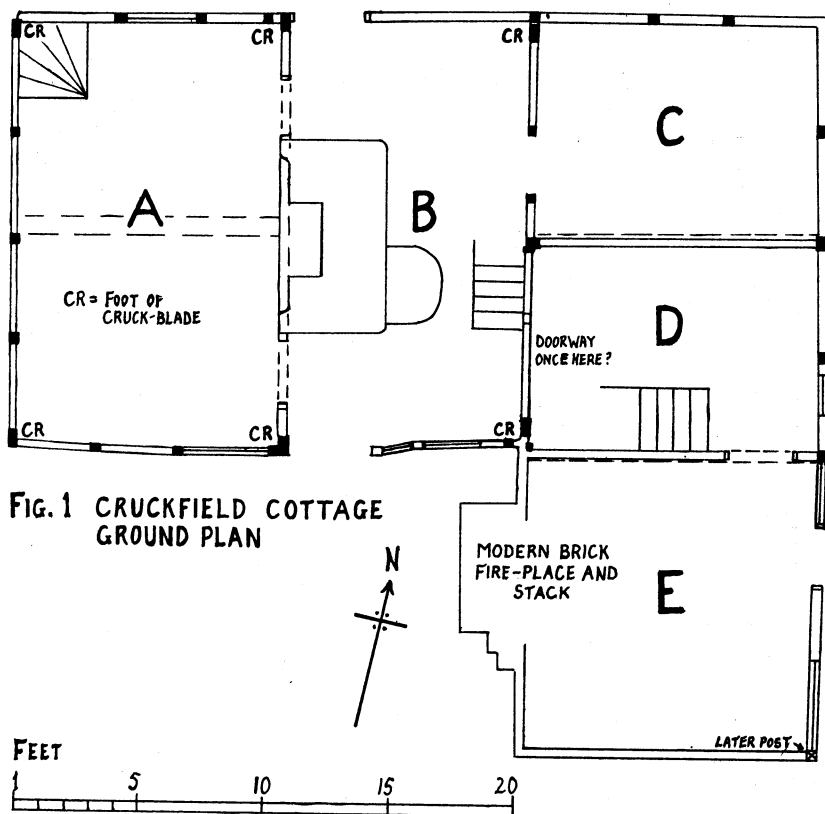 CR
CR
CR
C
A
B
CR = FOOT OF
CRUCK-BLADE
DOORWAY
ONCE HERE?
D
CR
CR
CR
FIG. 1 CRUCKFIELD COTTAGE
GROUND PLAN
N
MODERN BRICK
FIRE-PLACE AND
STACK
E
LATER POST
FEET
1 5 10 15 20